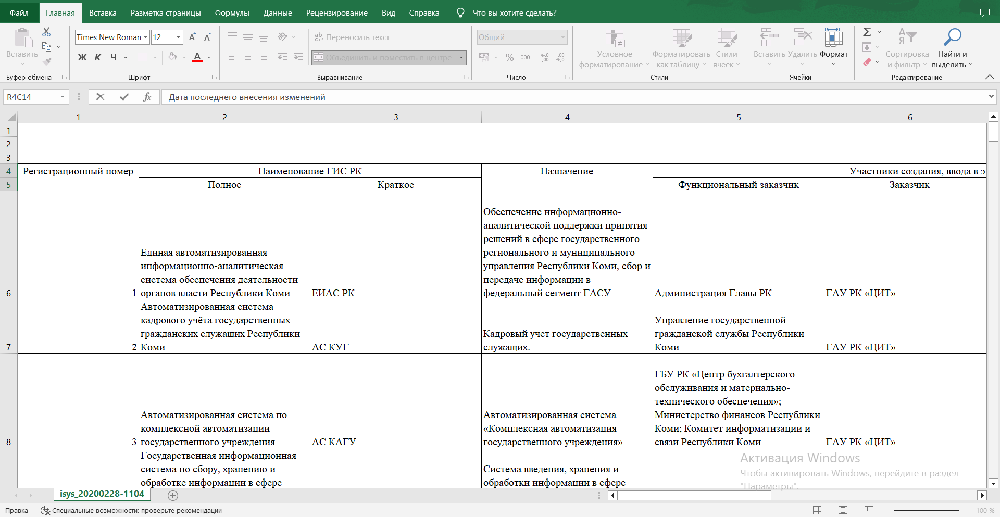 Файл Главная Вставка Разметка страницы Формулы Данные Рецензирование Вид Справка Что вы хотите сделать?
Вставить
Буфер обмена
Times New Roman 12
Ж К Ч А
Шрифт
Переносить текст
Объединить и поместить в центре
Выравнивание
Общий
% 000
Число
Условное форматирование
Форматировать как таблицу
Стили ячеек
Стили
Вставить Удалить Формат
Ячейки
Сортировка и фильтр
Найти и выделить
Редактирование
R4C14 fx Дата последнего внесения изменений
1 2 3 4 5 6
1
2
3
4 Регистрационный номер Наименование ГИС РК Назначение Участники создания, ввода в
5 Полное Краткое Функциональный заказчик Заказчик
6 1
Единая автоматизированная
информационно-аналитическая
система обеспечения деятельности
органов власти Республики Коми
ЕИАС РК
Обеспечение информационно-
аналитической поддержки принятия
решений в сфере государственного
регионального и муниципального
управления Республики Коми, сбор и
передаче информации в
федеральный сегмент ГАСУ
Администрация Главы РК
ГАУ РК «ЦИТ»
7 2
Автоматизированная система
кадрового учёта государственных
гражданских служащих Республики
Коми
АС КУГ
Кадровый учет государственных
служащих.
Управление государственной
гражданской службы Республики
Коми
ГАУ РК «ЦИТ»
8 3
Автоматизированная система по
комплексной автоматизации
государственного учреждения
АС КАГУ
Автоматизированная система
«Комплексная автоматизация
государственного учреждения»
ГБУ РК «Центр бухгалтерского
обслуживания и материально-
технического обеспечения»;
Министерство финансов Республики
Коми; Комитет информатизации и
связи Республики Коми
ГАУ РК «ЦИТ»
Государственная информационная
система по сбору, хранению и
обработке информации в сфере
Система введения, хранения и
обработки информации в сфере
Активация Windows
Чтобы активировать Windows, перейдите в раздел
"Параметры".
isys_20200228-1104
Правка Специальные возможности: проверьте рекомендации 100 %